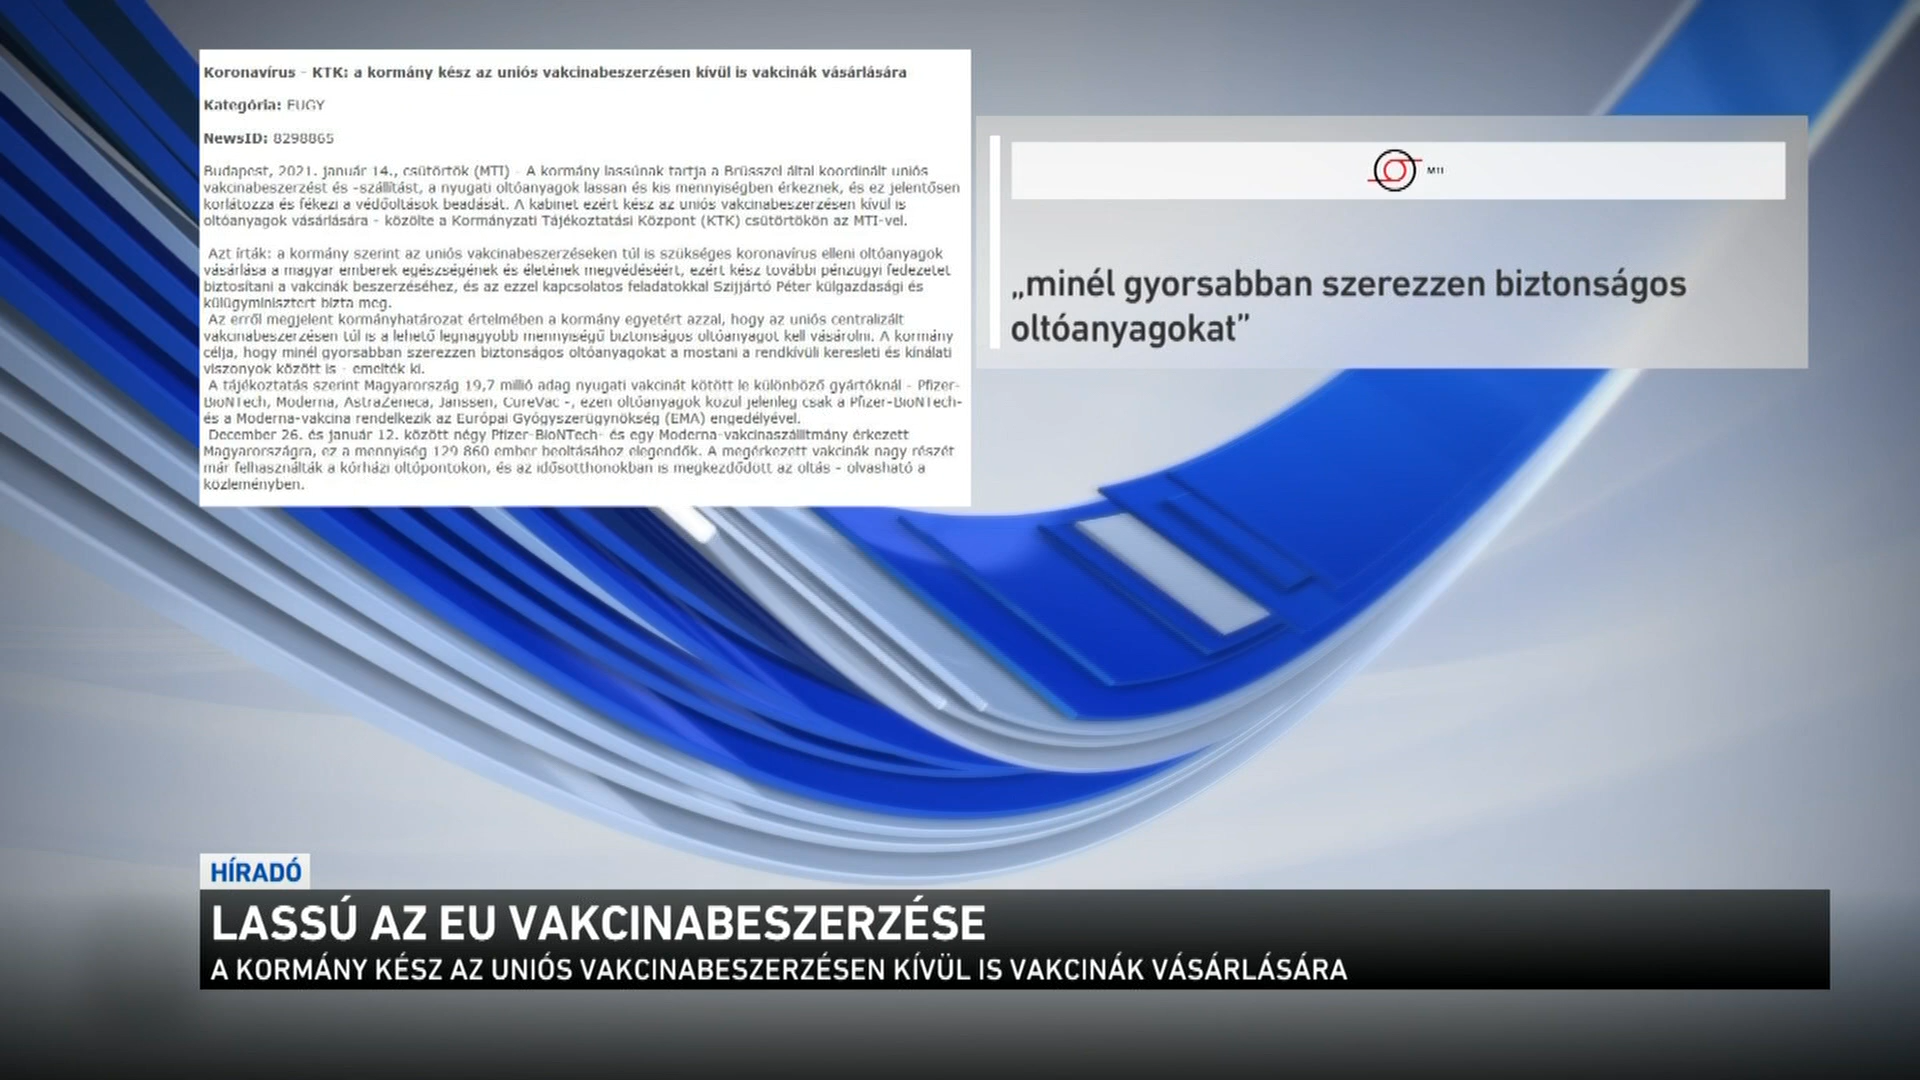 Koronavírus - KTK: a kormány kész az uniós vakcinabeszerzésen kívül is vakcinák vásárlására
Kategória: EUGY
NewsID: 8298865
Budapest, 2021. január 14., csütörtök (MTI) - A kormány lassúnak tartja a Brüsszel által koordinált uniós
vakcinabeszerzést és -szállítást, a nyugati oltóanyagok lassan és kis mennyiségben érkeznek, és ez jelentősen
korlátozza és fékezi a védőoltások beadását. A kabinet ezért kész az uniós vakcinabeszerzésen kívül is
oltóanyagok vásárlására - közölte a Kormányzati Tájékoztatási Központ (KTK) csütörtökön az MTI-vel.
Azt írták: a kormány szerint az uniós vakcinabeszerzéseken túl is szükséges koronavírus elleni oltóanyagok
vásárlása a magyar emberek egészségének és életének megvédéséért, ezért kész további pénzügyi fedezetet
biztosítani a vakcinák beszerzéséhez, és az ezzel kapcsolatos feladatokkal Szijjártó Péter külgazdasági és
külügyminisztert bízta meg.
Az erről megjelent kormányhatározat értelmében a kormány egyetért azzal, hogy az uniós centralizált
vakcinabeszerzésen túl is a lehető legnagyobb mennyiségű biztonságos oltóanyagot kell vásárolni. A kormány
célja, hogy minél gyorsabban szerezzen biztonságos oltóanyagokat a mostani a rendkívüli keresleti és kínálati
viszonyok között is - emelték ki.
A tájékoztatás szerint Magyarország 19,7 millió adag nyugati vakcinát kötött le különböző gyártóknál - Pfizer-
BioNTech, Moderna, AstraZeneca, Janssen, CureVac -, ezen oltóanyagok közül jelenleg csak a Pfizer-BioNTech-
és a Moderna-vakcina rendelkezik az Európai Gyógyszerügynökség (EMA) engedélyével.
December 26. és január 12. között négy Pfizer-BioNTech- és egy Moderna-vakcinaszállítmány érkezett
Magyarországra, ez a mennyiség 129 860 ember beoltásához elegendők. A megérkezett vakcinák nagy részét
már felhasználták a kórházi oltópontokon, és az idősotthonokban is megkezdődött az oltás - olvasható a
közleményben.
MTI
„minél gyorsabban szerezzen biztonságos
oltóanyagokat”
HÍRADÓ
LASSÚ AZ EU VAKCINABESZERZÉSE
A KORMÁNY KÉSZ AZ UNIÓS VAKCINABESZERZÉSEN KÍVÜL IS VAKCINÁK VÁSÁRLÁSÁRA